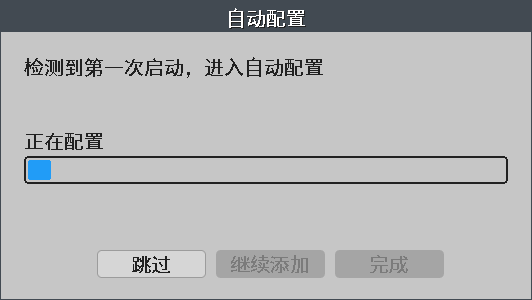 自动配置
检测到第一次启动，进入自动配置
正在配置
跳过
继续添加
完成